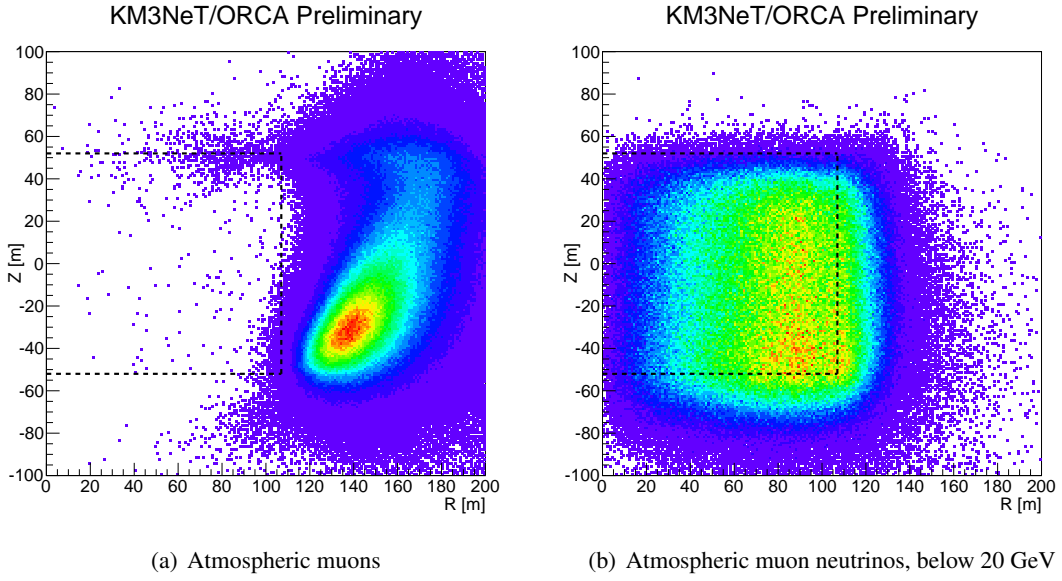 KM3NeT/ORCA Preliminary
Z [m]
100
80
60
40
20
0
-20
-40
-60
-80
-100
0 20 40 60 80 100 120 140 160 180 200
R [m]
(a) Atmospheric muons
KM3NeT/ORCA Preliminary
Z [m]
100
80
60
40
20
0
-20
-40
-60
-80
-100
0 20 40 60 80 100 120 140 160 180 200
R [m]
(b) Atmospheric muon neutrinos, below 20 GeV